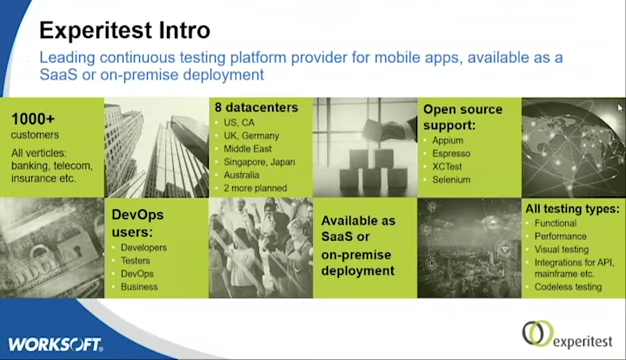 Experitest Intro
Leading continuous testing platform provider for mobile apps, available as a
SaaS or on-premise deployment
1000+
customers
All verticles:
banking, telecom,
insurance etc.
8 datacenters
• US, CA
• UK, Germany
• Middle East
• Singapore, Japan
• Australia
• 2 more planned
Open source
support:
• Appium
• Espresso
• XCTest
• Selenium
DevOps
users:
• Developers
• Testers
• DevOps
• Business
Available as
SaaS or
on-premise
deployment
All testing types:
• Functional
• Performance
• Visual testing
• Integrations for API,
mainframe etc.
• Codeless testing
WORKSOFT.
experitest